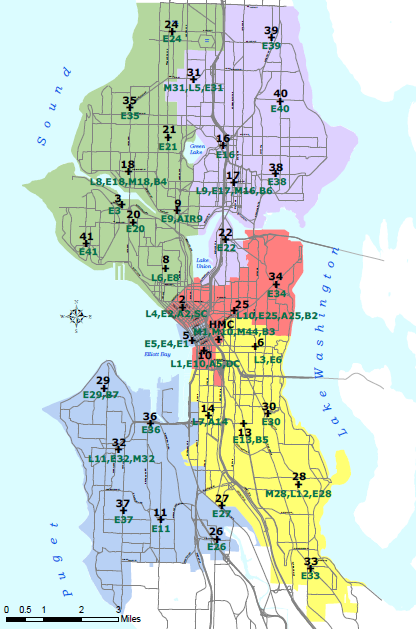 24
E24
39
E39
31
M31,L5,E31
40
E40
35
E35
Sound
21
E21
16
E16
Green
Lake
18
L8,E18,M18,B4
17
L9,E17,M16,B6
38
E38
3
E3
9
E9,AIR9
20
E20
41
E41
22
E22
8
L6,E8
Lake
Union
34
E34
2
L4,E2,A2,SC
25
L10,E25,A25,B2
HMC
M1,M10,M44,B3
5
E5,E4,E1
Elliott Bay
6
L3,E6
10
L1,E10,A5,DC
Lake Washington
29
E29,B7
36
E36
14
L7,A14
30
E30
13
E13,B5
32
L11,E32,M32
28
M28,L12,E28
37
E37
11
E11
27
E27
26
E26
33
E33
Puget
0 0.5 1 2 3
Miles